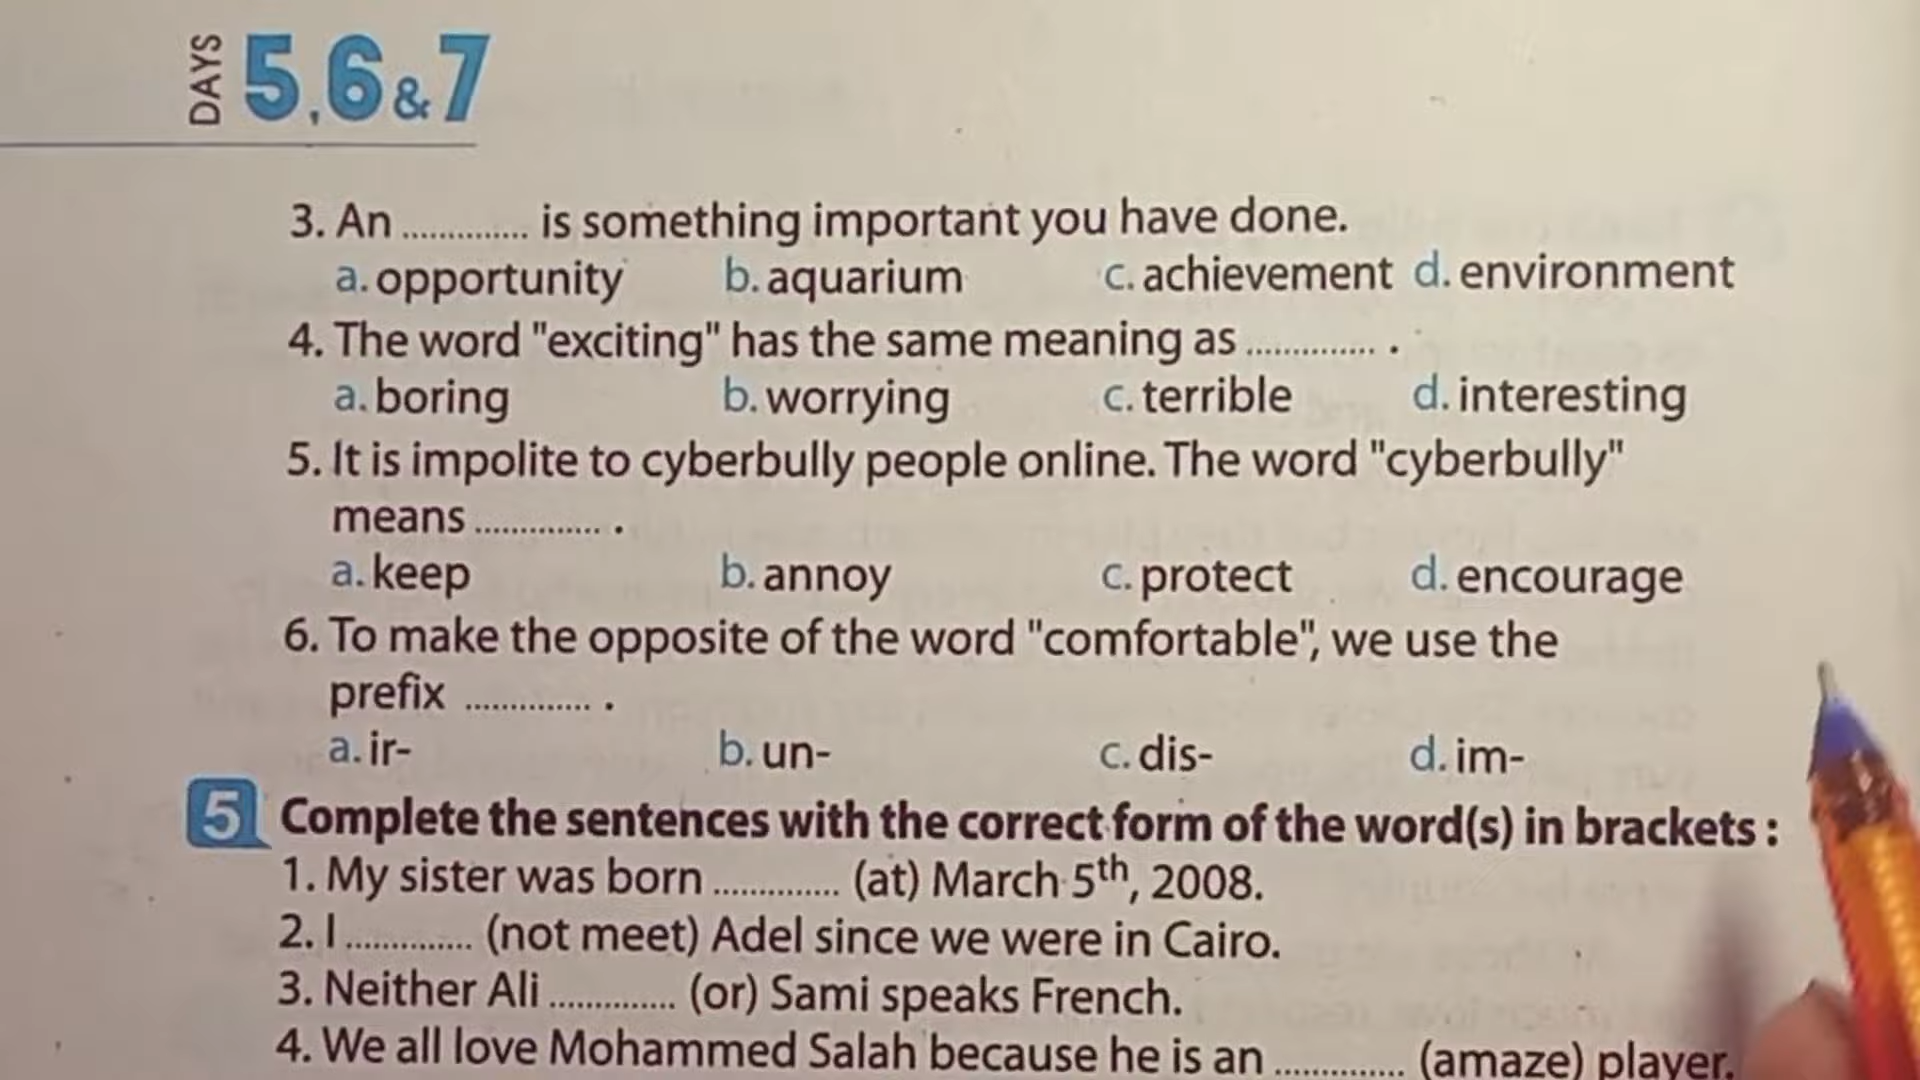 DAYS 5,6&7
3. An .............. is something important you have done.
a. opportunity b. aquarium c. achievement d. environment
4. The word "exciting" has the same meaning as .............. .
a. boring b. worrying c. terrible d. interesting
5. It is impolite to cyberbully people online. The word "cyberbully"
means .............. .
a. keep b. annoy c. protect d. encourage
6. To make the opposite of the word "comfortable", we use the
prefix .............. .
a. ir- b. un- c. dis- d. im-
5 Complete the sentences with the correct form of the word(s) in brackets :
1. My sister was born .............. (at) March 5th, 2008.
2. I .............. (not meet) Adel since we were in Cairo.
3. Neither Ali .............. (or) Sami speaks French.
4. We all love Mohammed Salah because he is an .............. (amaze) player.